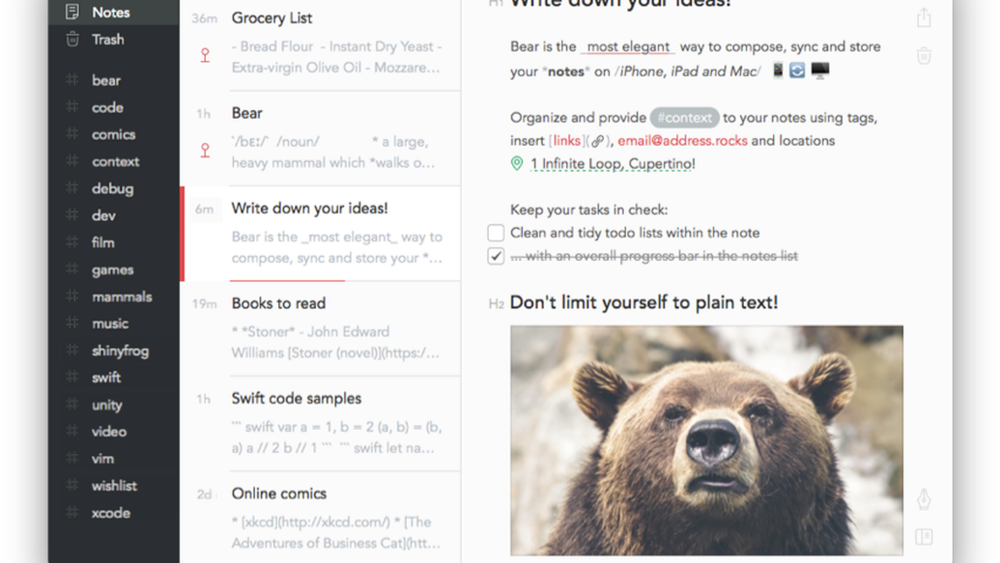 Notes
Trash
# bear
# code
# comics
# context
# debug
# dev
# film
# games
# mammals
# music
# shinyfrog
# swift
# unity
# video
# vim
# wishlist
# xcode
36m Grocery List
- Bread Flour - Instant Dry Yeast -
Extra-virgin Olive Oil - Mozzare...
1h Bear
heavy mammal which *walks o...
6m Write down your ideas!
Bear is the _most elegant_ way to
compose, sync and store your *...
19m Books to read
* *Stoner* - John Edward
Williams [Stoner (novel)](https:/...
1h Swift code samples
``` swift var a = 1, b = 2 (a, b) = (b,
a) a // 2 b // 1 ``` ``` swift let na...
2d Online comics
* [xkcd](http://xkcd.com/) * [The
Adventures of Business Cat](htt...
H1 Write down your ideas!
Bear is the _most elegant_ way to compose, sync and store
your *notes* on /iPhone, iPad and Mac/
Organize and provide #context to your notes using tags,
insert [links](), email@address.rocks and locations
1 Infinite Loop, Cupertino!
Keep your tasks in check:
Clean and tidy todo lists within the note
... with an overall progress bar in the notes list
H2 Don't limit yourself to plain text!